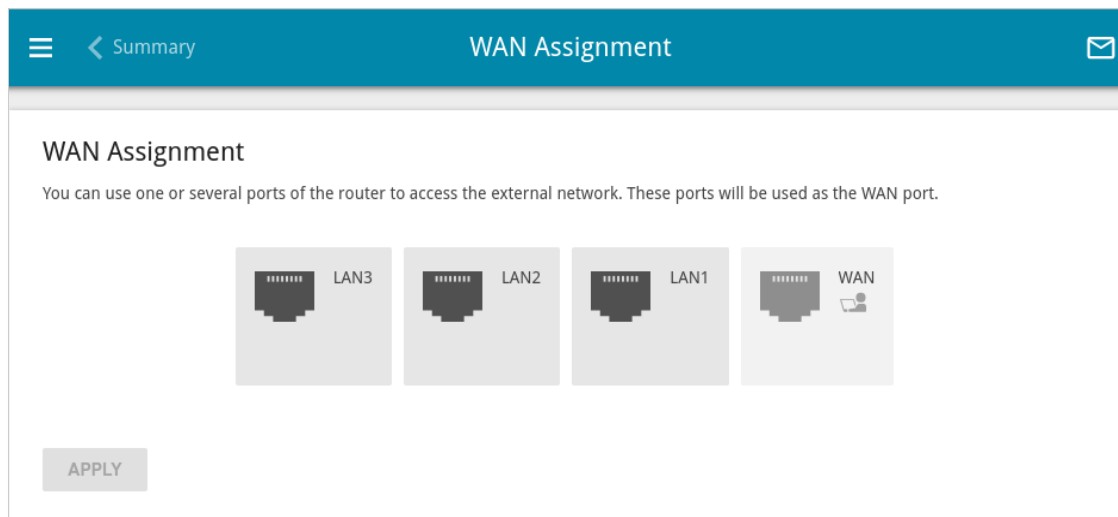 Summary
WAN Assignment
WAN Assignment
You can use one or several ports of the router to access the external network. These ports will be used as the WAN port.
LAN3
LAN2
LAN1
WAN
APPLY